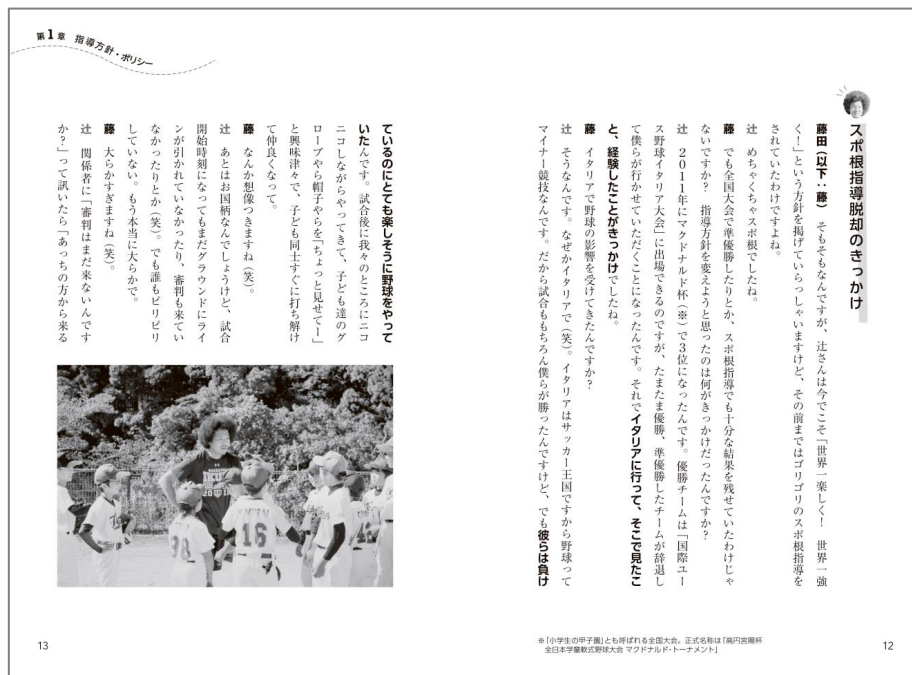 スポ根指導脱却のきっかけ
藤田（以下：藤）　そもそもなんですが、辻さんは今でこそ「世界一楽しく！　世界一強
く！」という方針を掲げていらっしゃいますけど、その前まではゴリゴリのスポ根指導を
されていたわけですよね。
辻　めちゃくちゃスポ根でしたね。
藤　でも全国大会で準優勝したりとか、スポ根指導でも十分な結果を残せていたわけじゃ
ないですか？　指導方針を変えようと思ったのは何がきっかけだったんですか？
辻　2011年にマクドナルド杯（※）で3位になったんです。優勝チームは「国際ユー
ス野球イタリア大会」に出場できるのですが、たまたま優勝、準優勝したチームが辞退し
て僕らが行かせていただくことになったんです。それでイタリアに行って、そこで見たこ
と、経験したことがきっかけでしたね。
藤　イタリアで野球の影響を受けてきたんですか？
辻　そうなんです。なぜかイタリアで（笑）。イタリアはサッカー王国ですから野球って
マイナー競技なんです。だから試合ももちろん僕らが勝ったんですけど、でも彼らは負け
※「小学生の甲子園」とも呼ばれる全国大会。正式名称は「高円宮賜杯
全日本学童軟式野球大会 マクドナルド・トーナメント」
12
第1章 指導方針・ポリシー
ているのにとても楽しそうに野球をやって
いたんです。試合後に我々のところにニコ
ニコしながらやってきて、子ども達のグ
ローブやら帽子やらを「ちょっと見せてー」
と興味津々で、子ども同士すぐに打ち解け
て仲良くなって。
藤　なんか想像つきますね（笑）。
辻　あとはお国柄なんでしょうけど、試合
開始時刻になってもまだグラウンドにライ
ンが引かれていなかったり、審判も来てい
なかったりとか（笑）。でも誰もピリピリ
していない。もう本当に大らかで。
藤　大らかすぎますね（笑）。
辻　関係者に「審判はまだ来ないんです
か？」って訊いたら「あっちの方から来る
16
98
13